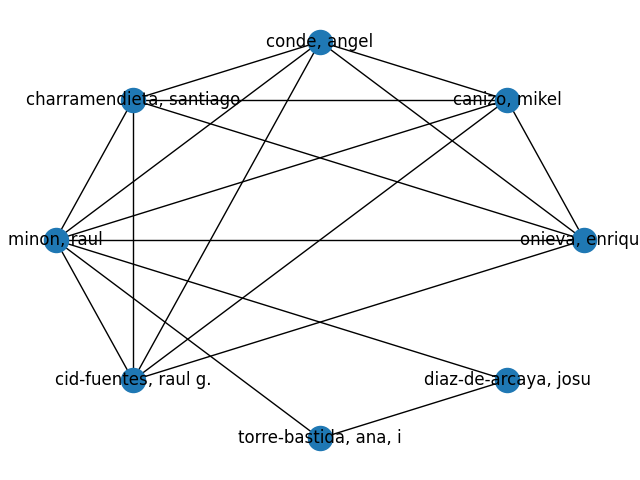 conde, angel
charramendieta, santiago
canizo, mikel
minon, raul
onieva, enriqu
cid-fuentes, raul g.
diaz-de-arcaya, josu
torre-bastida, ana, i